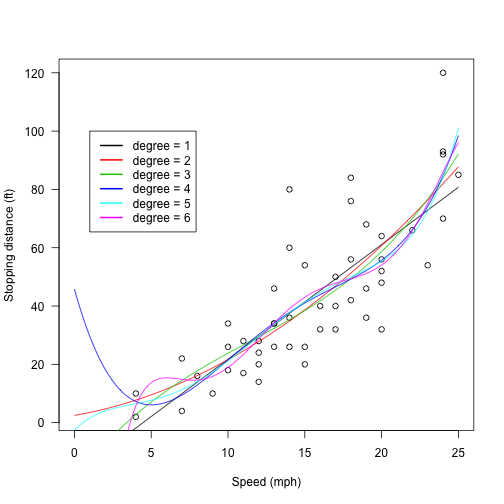 120
100
80
60
40
20
0
Stopping distance (ft)
degree = 1
degree = 2
degree = 3
degree = 4
degree = 5
degree = 6
0 5 10 15 20 25
Speed (mph)